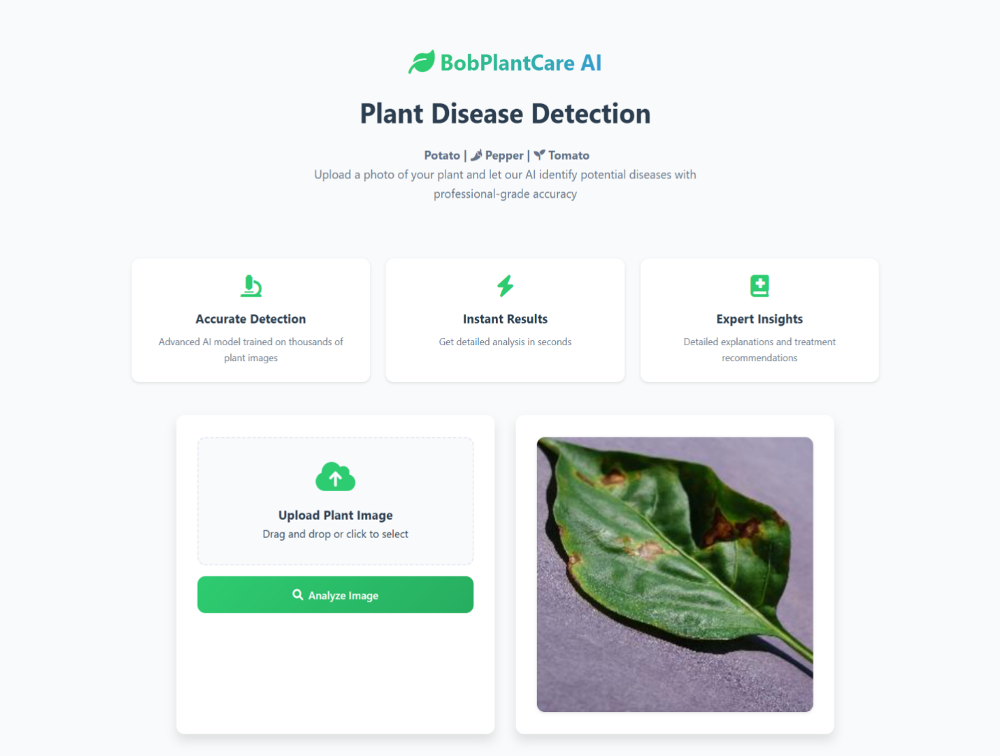 BobPlantCare AI
Plant Disease Detection
Potato | Pepper | Tomato
Upload a photo of your plant and let our AI identify potential diseases with
professional-grade accuracy
Accurate Detection
Advanced AI model trained on thousands of
plant images
Instant Results
Get detailed analysis in seconds
Expert Insights
Detailed explanations and treatment
recommendations
Upload Plant Image
Drag and drop or click to select
Analyze Image